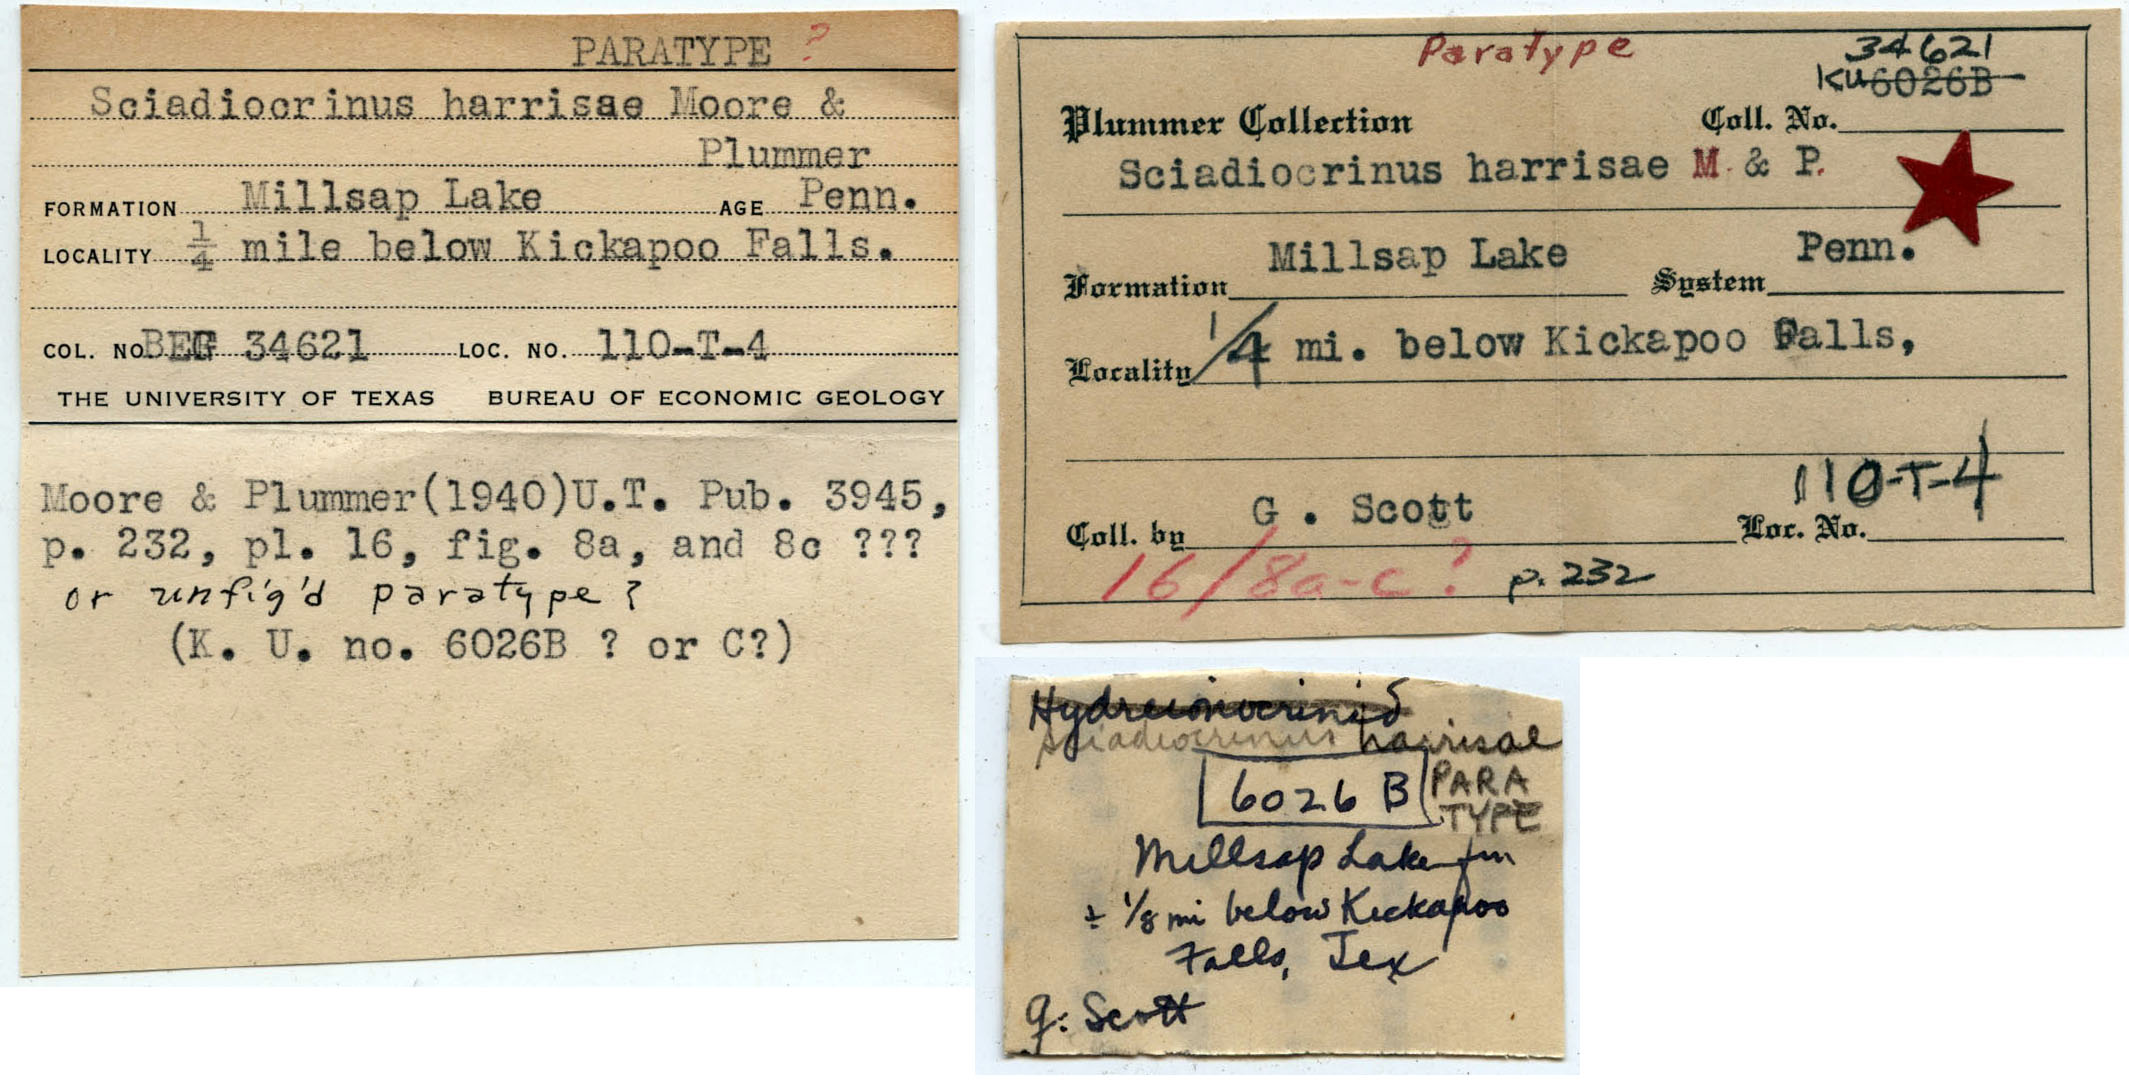 PARATYPE ?
Sciadiocrinus harrisae Moore &
Plummer
FORMATION Millsap Lake AGE Penn.
LOCALITY 1/4 mile below Kickapoo Falls.
COL. NO. BEG 34621 LOC. NO. 110-T-4
THE UNIVERSITY OF TEXAS BUREAU OF ECONOMIC GEOLOGY
Moore & Plummer(1940)U.T. Pub. 3945,
p. 232, pl. 16, fig. 8a, and 8c ???
or unfig'd paratype?
(K. U. no. 6026B ? or C?)
Paratype 34621
KU 6026B
Plummer Collection Coll. No.
Sciadiocrinus harrisae M. & P.
Formation Millsap Lake System Penn.
Locality 1/4 mi. below Kickapoo Falls,
110-T-4
Coll. by G. Scott Loc. No.
16/8a-c? p. 232
Hydreionocrinid
Sciadiocrinus harrisae
6026 B PARA
TYPE
Millsap Lake fm
± 1/8 mi below Kickapoo
Falls, Tex
G. Scott